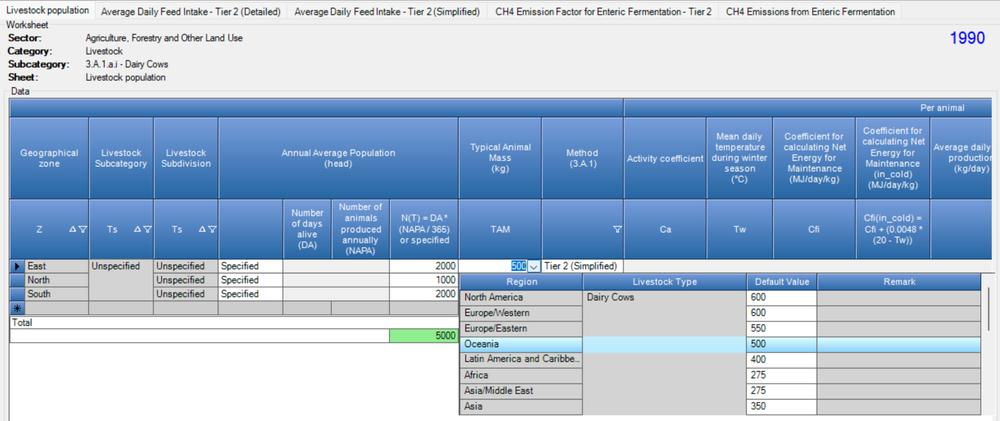 Livestock population
Average Daily Feed Intake - Tier 2 (Detailed)
Average Daily Feed Intake - Tier 2 (Simplified)
CH4 Emission Factor for Enteric Fermentation - Tier 2
CH4 Emissions from Enteric Fermentation
Worksheet
Sector: Agriculture, Forestry and Other Land Use
1990
Category: Livestock
Subcategory: 3.A.1.a.i - Dairy Cows
Sheet: Livestock population
Data
Per animal
Geographical
zone
Livestock
Subcategory
Livestock
Subdivision
Annual Average Population
(head)
Typical Animal
Mass
(kg)
Method
(3.A.1)
Activity coefficient
Mean daily
temperature
during winter
season
(°C)
Coefficient for
calculating Net
Energy for
Maintenance
(MJ/day/kg)
Coefficient for
calculating Net
Energy for
Maintenance
(in_cold)
(MJ/day/kg)
Average daily
production
(kg/day)
Z
Ts
Ts
Number
of days
alive
(DA)
Number of
animals
produced
annually
(NAPA)
N(T) = DA *
(NAPA / 365)
or specified
TAM
Ca
Tw
Cfi
Cfi(in_cold) =
Cfi + (0.0048 *
(20 - Tw))
East Unspecified Unspecified Specified 2000 500 Tier 2 (Simplified)
North Unspecified Specified 1000
South Unspecified Specified 2000
Total
5000
Region Livestock Type Default Value Remark
North America Dairy Cows 600
Europe/Western 600
Europe/Eastern 550
Oceania 500
Latin America and Caribbe... 400
Africa 275
Asia/Middle East 275
Asia 350